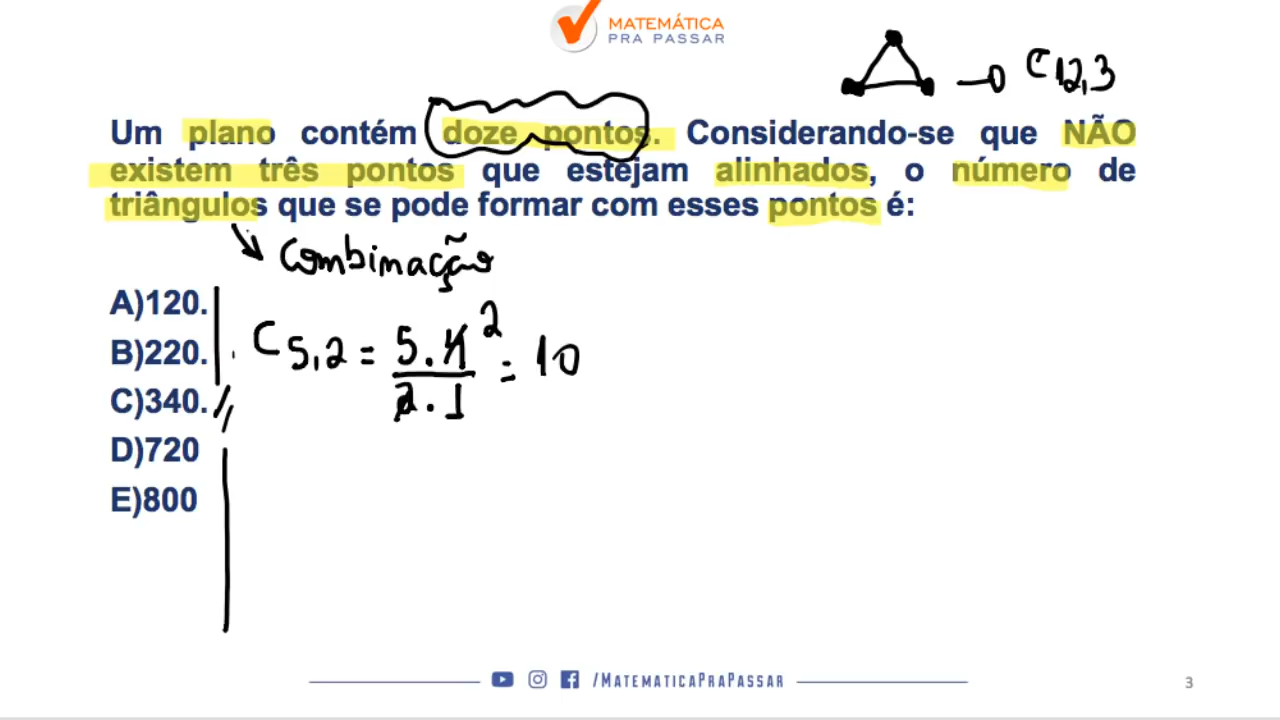 MATEMÁTICA
PRA PASSAR
C12,3
Um plano contém doze pontos. Considerando-se que NÃO
existem três pontos que estejam alinhados, o número de
triângulos que se pode formar com esses pontos é:
Combinação
A)120.
B)220.
C)340.
D)720
E)800
C5,2 = 5.4 2 = 10
2.1
/MATEMATICAPRAPASSAR
3